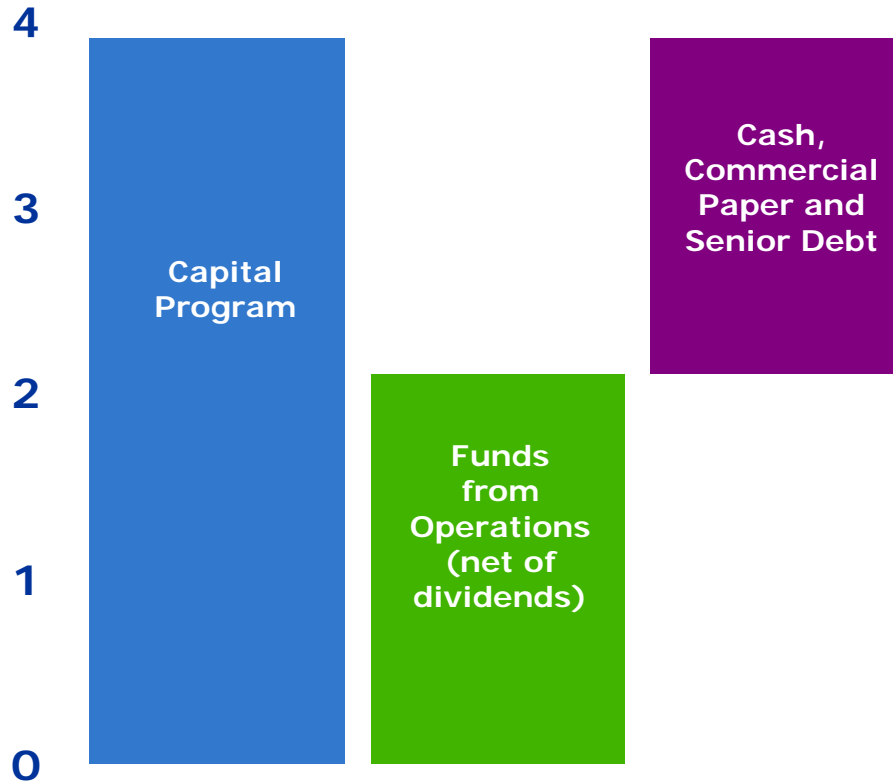 4
3
2
1
0
Capital
Program
Funds
from
Operations
(net of
dividends)
Cash,
Commercial
Paper and
Senior Debt